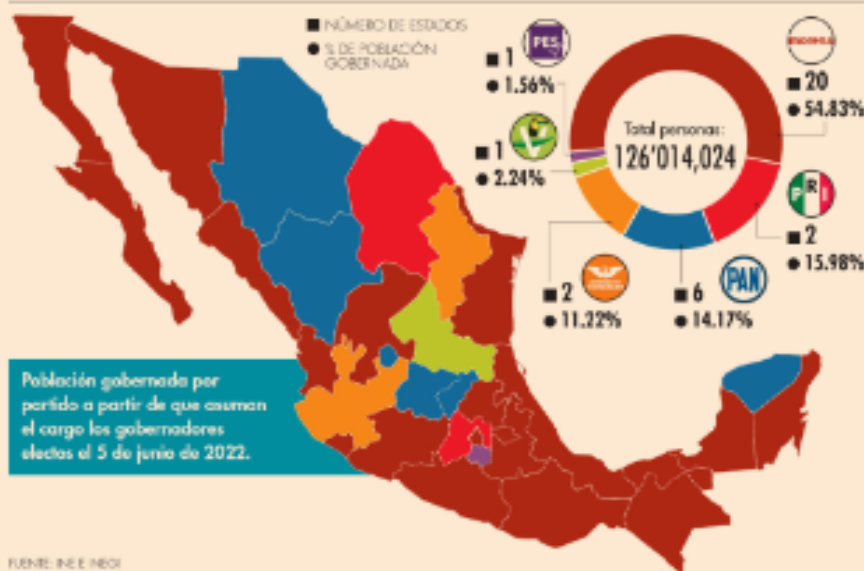 ■ NÚMERO DE ESTADOS
● % DE POBLACIÓN
GOBERNADA
PES
■ 1
● 1.56%
morena
■ 20
● 54.83%
Total personas:
126'014,024
■ 1
● 2.24%
PRI
■ 2
● 15.98%
■ 2
● 11.22%
PAN
■ 6
● 14.17%
Población gobernada por
partido a partir de que asuman
el cargo los gobernadores
electos el 5 de junio de 2022.
FUENTE: INE E INEGI